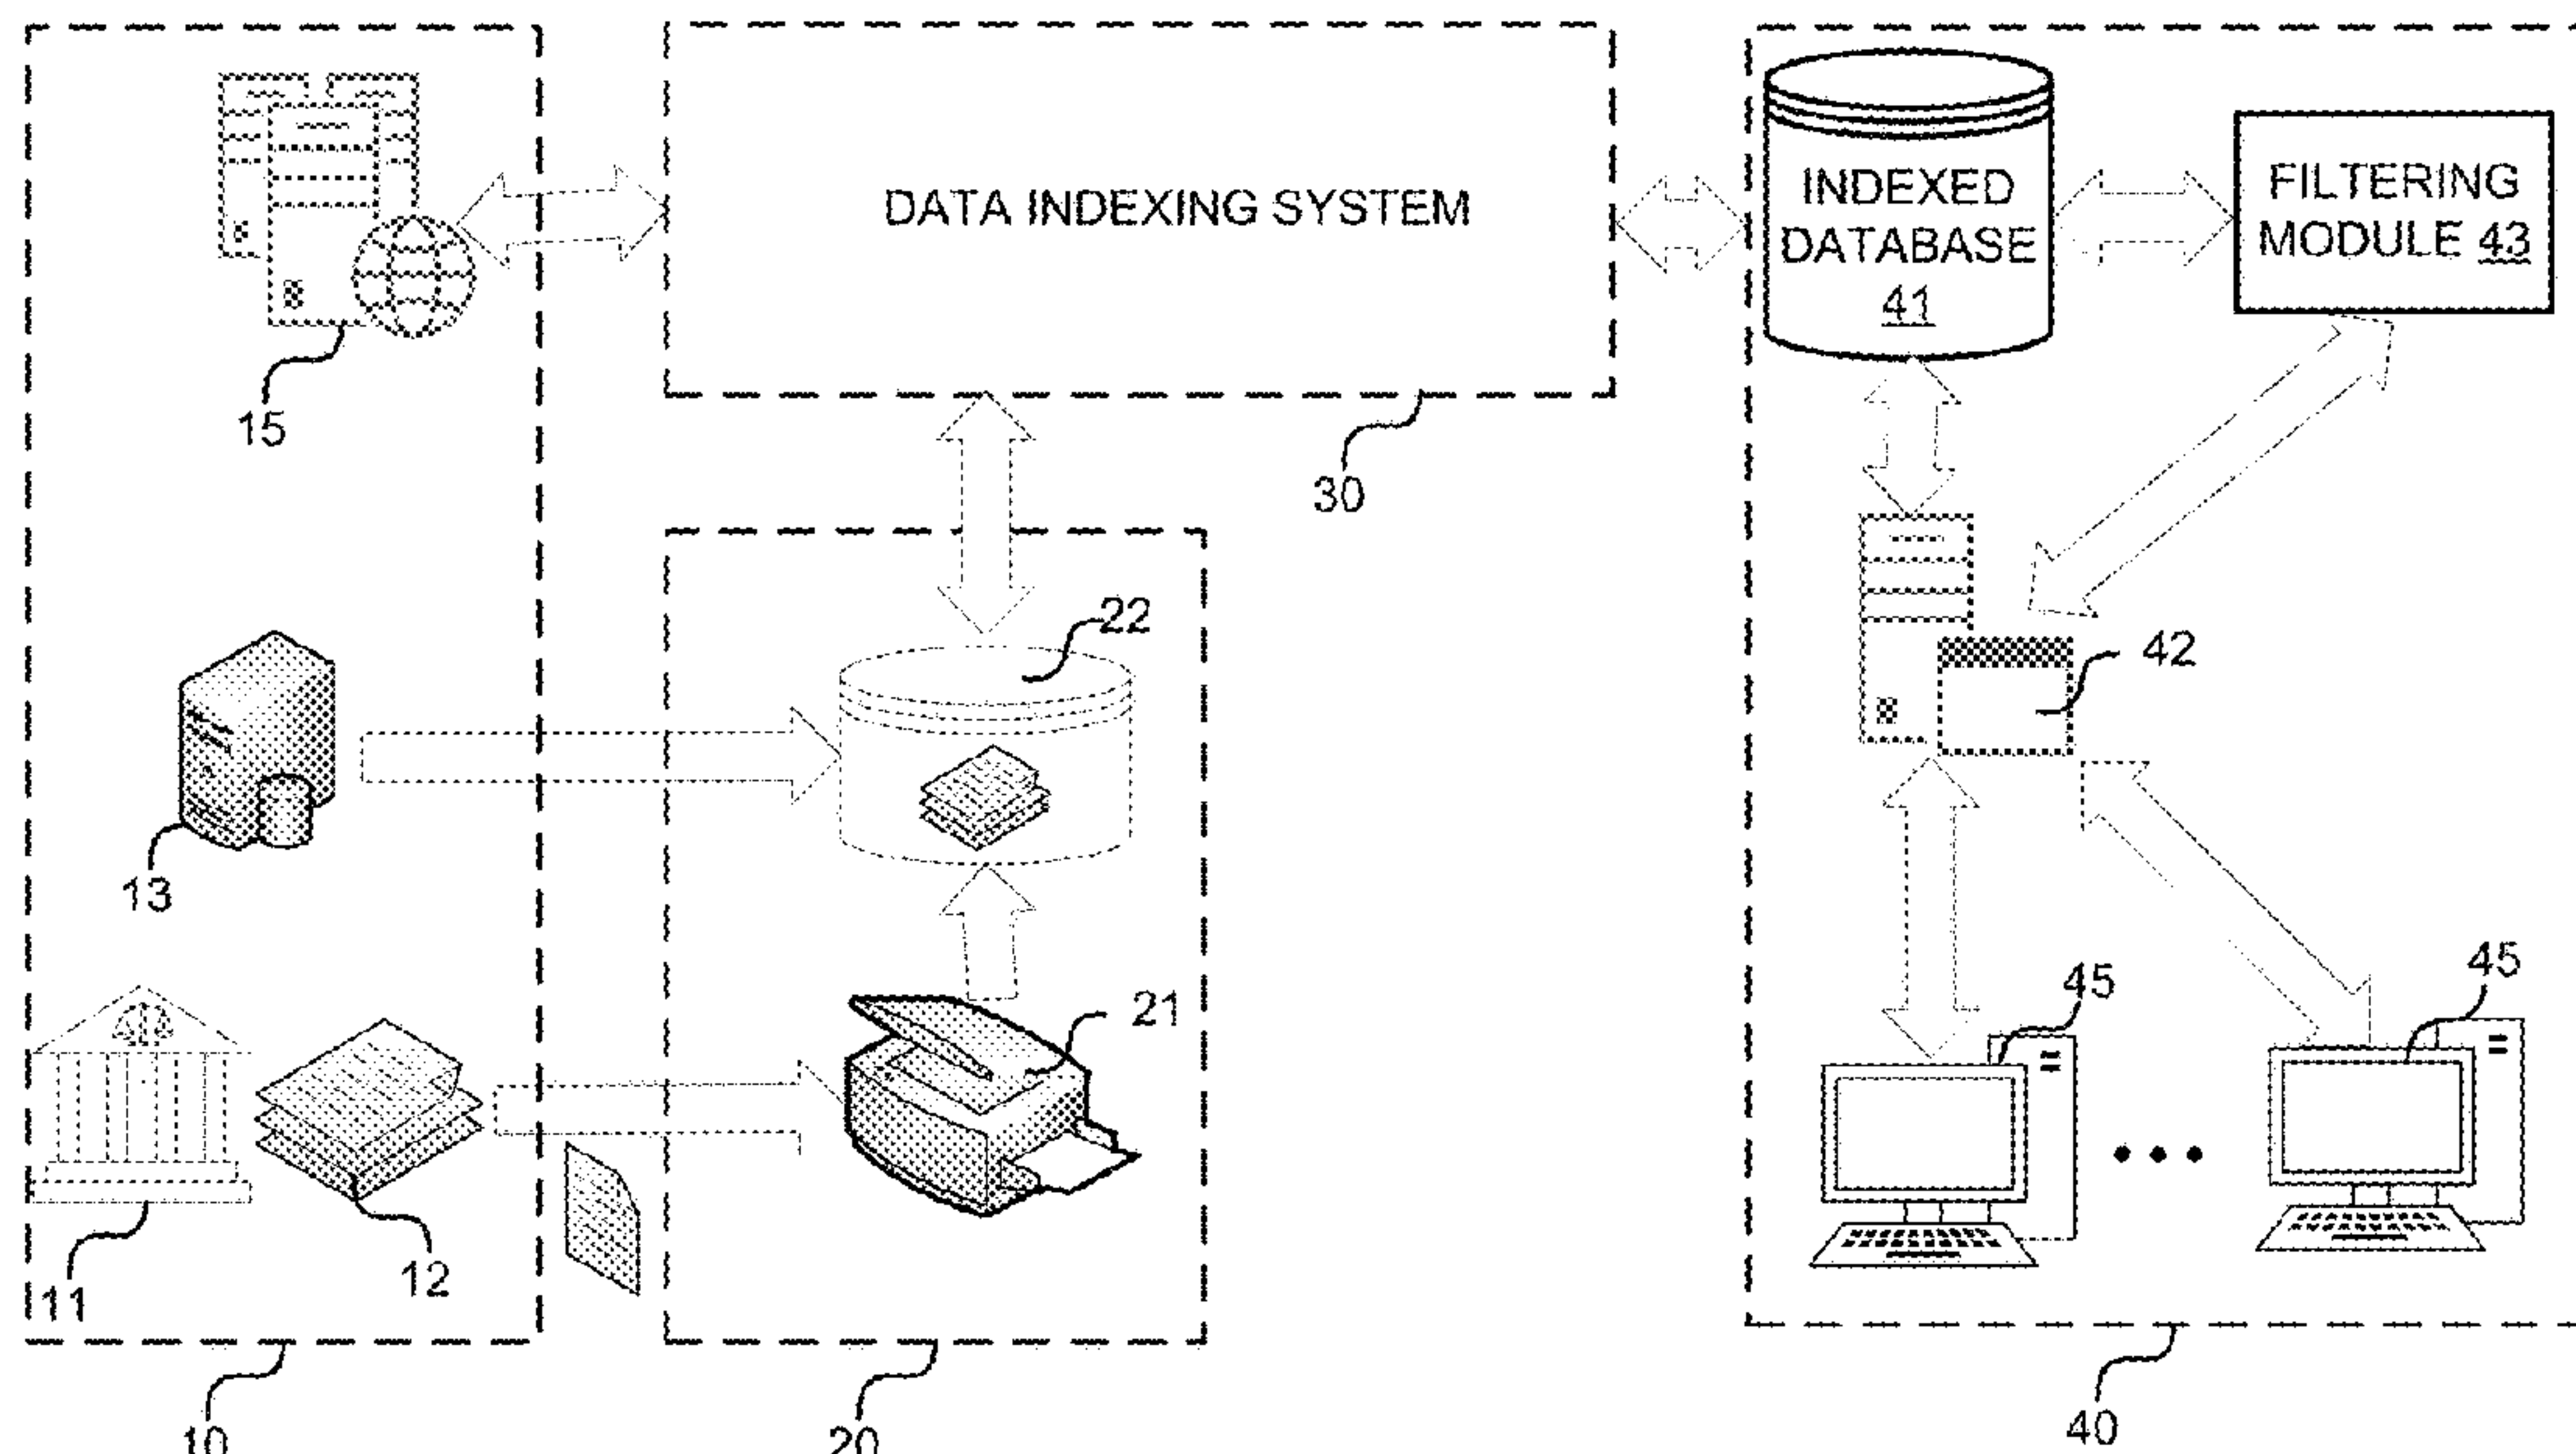 DATA INDEXING SYSTEM
INDEXED
DATABASE
41
FILTERING
MODULE 43
15
30
22
42
13
21
45
45
12
11
10
20
40